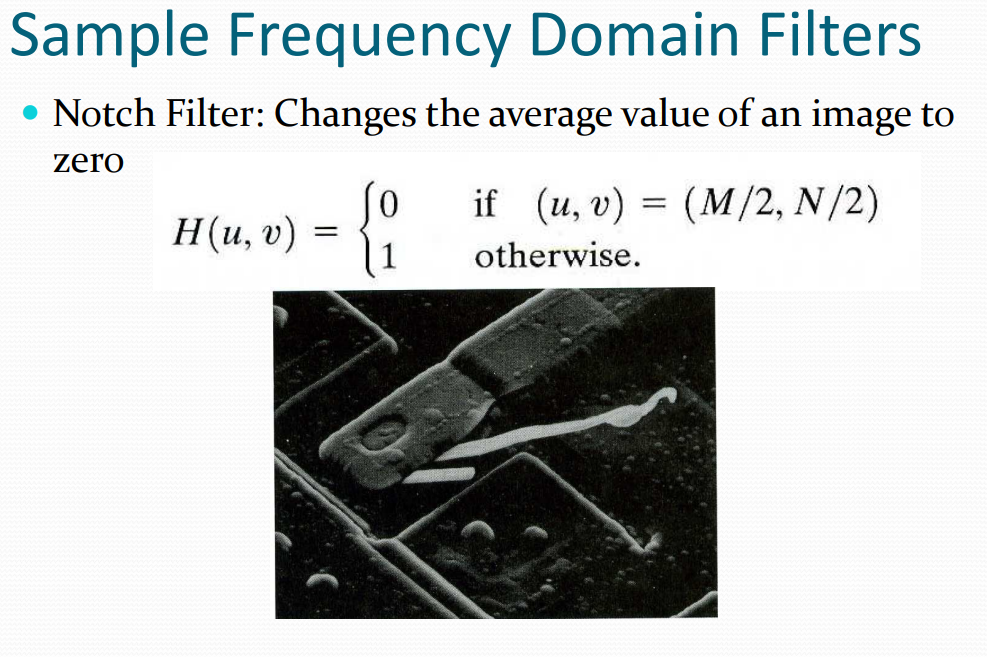 Sample Frequency Domain Filters
• Notch Filter: Changes the average value of an image to
zero
H(u, v) = { 0 if (u, v) = (M/2, N/2)
1 otherwise.